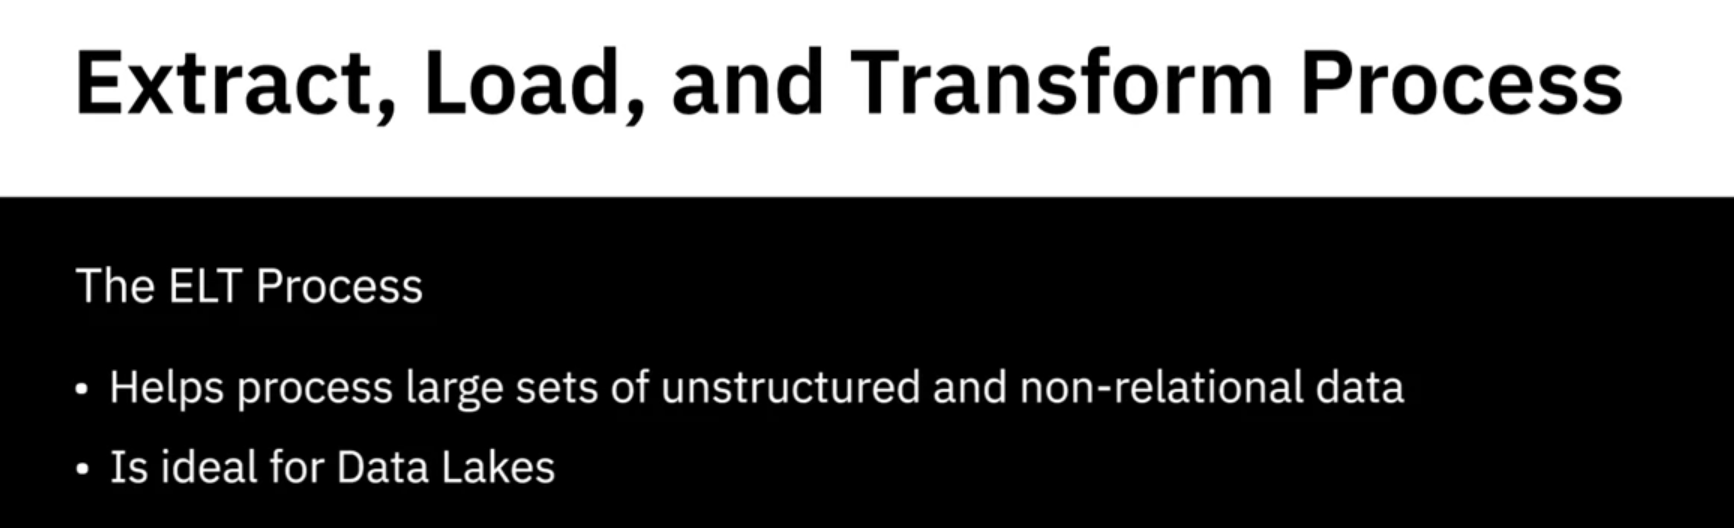 Extract, Load, and Transform Process
The ELT Process
• Helps process large sets of unstructured and non-relational data
• Is ideal for Data Lakes